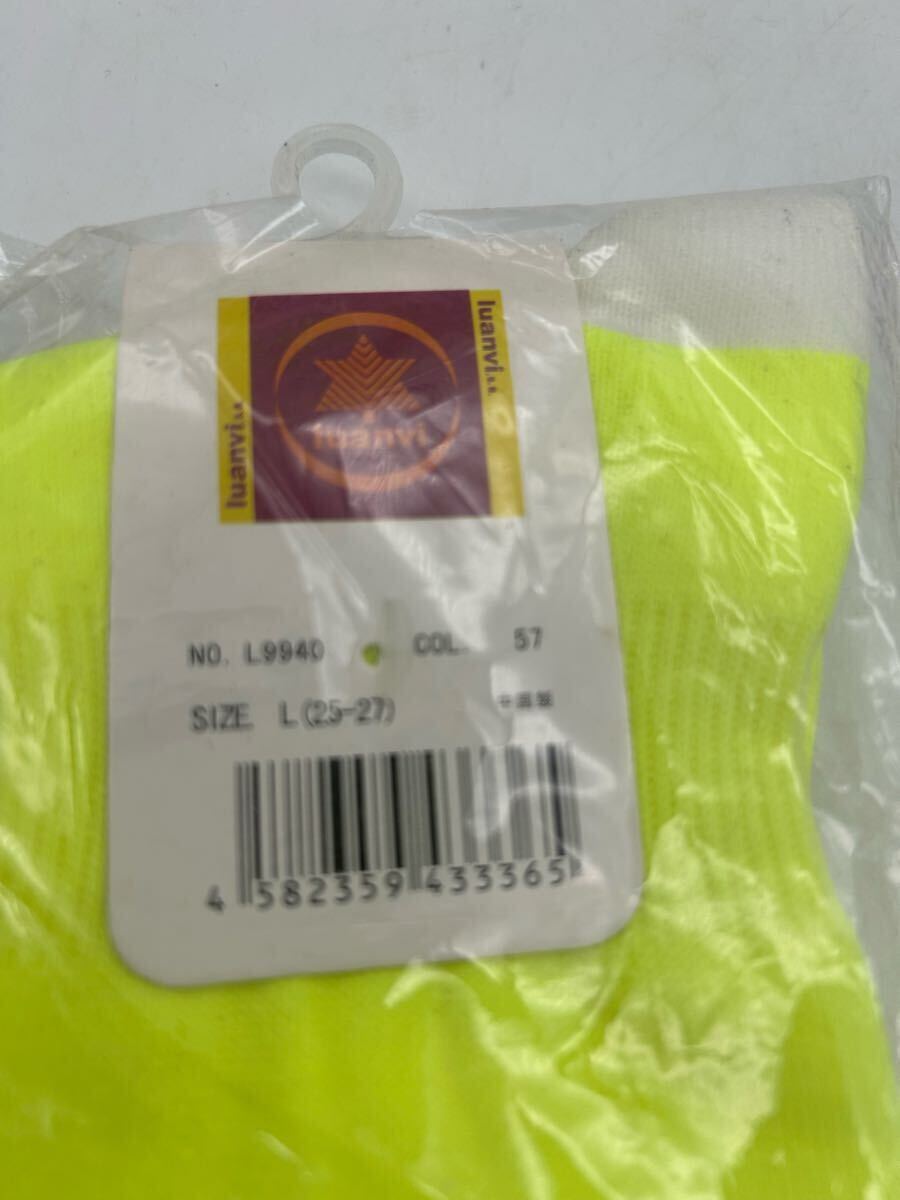 luanvi s.a.
luanvi
luanvi s.a.
NO. L9940 COL. 57
SIZE L(25-27) 中国製
4 582359 433365